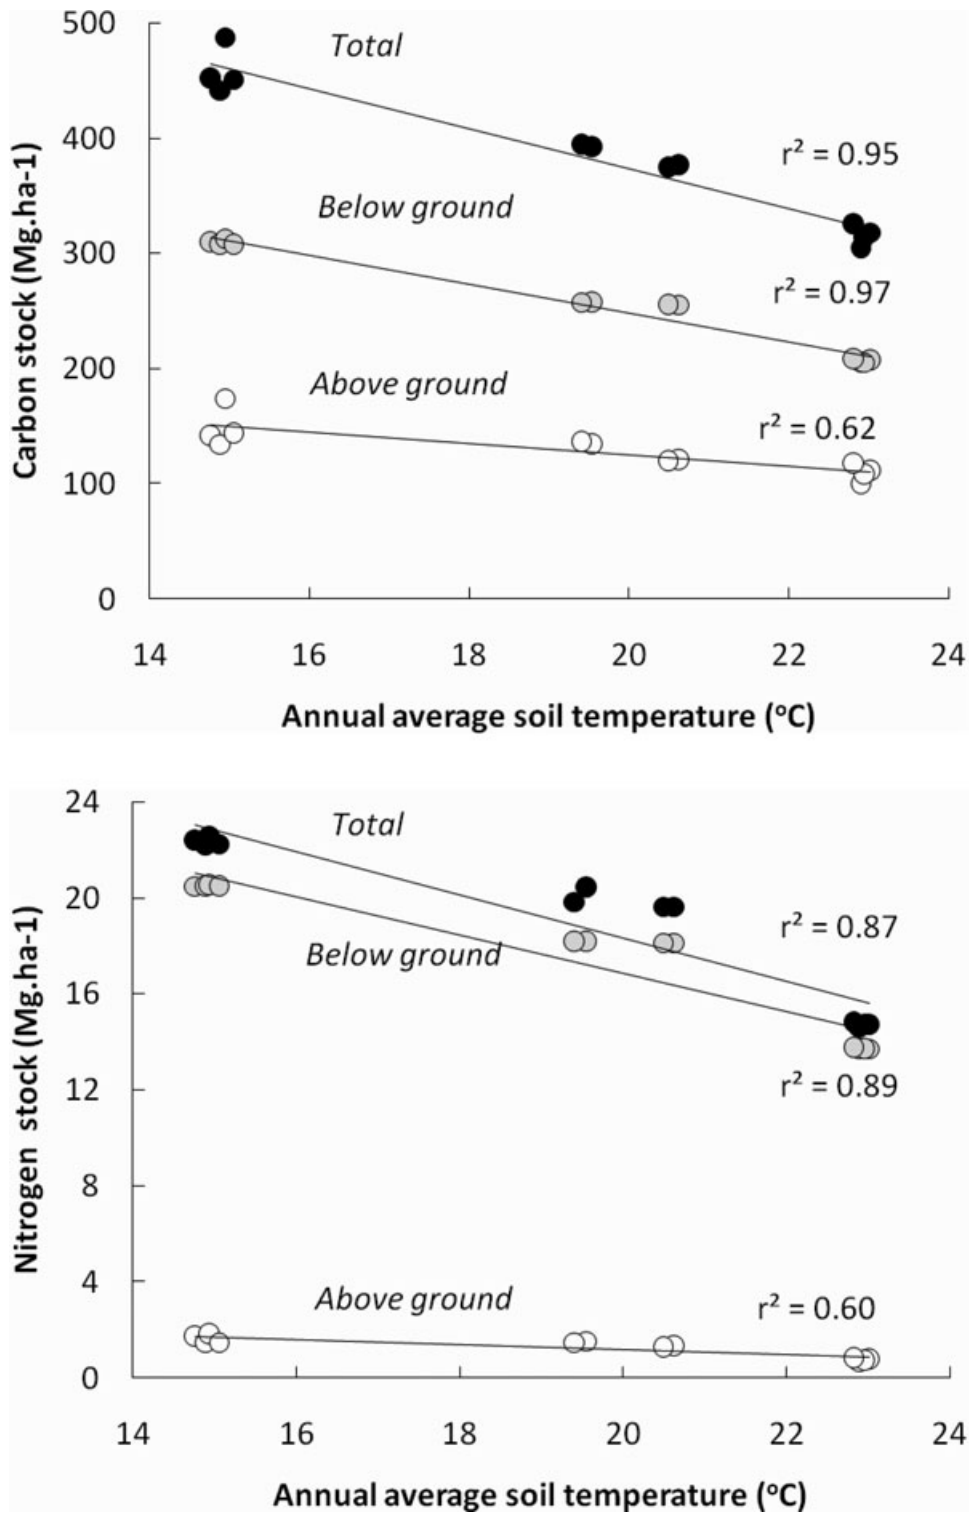 500
Total
400
r² = 0.95
Below ground
300
r² = 0.97
200
Above ground
r² = 0.62
100
0
14 16 18 20 22 24
Carbon stock (Mg.ha-1)
Annual average soil temperature (ºC)
24
Total
20
r² = 0.87
Below ground
16
12
r² = 0.89
8
4
Above ground
r² = 0.60
0
14 16 18 20 22 24
Nitrogen stock (Mg.ha-1)
Annual average soil temperature (ºC)